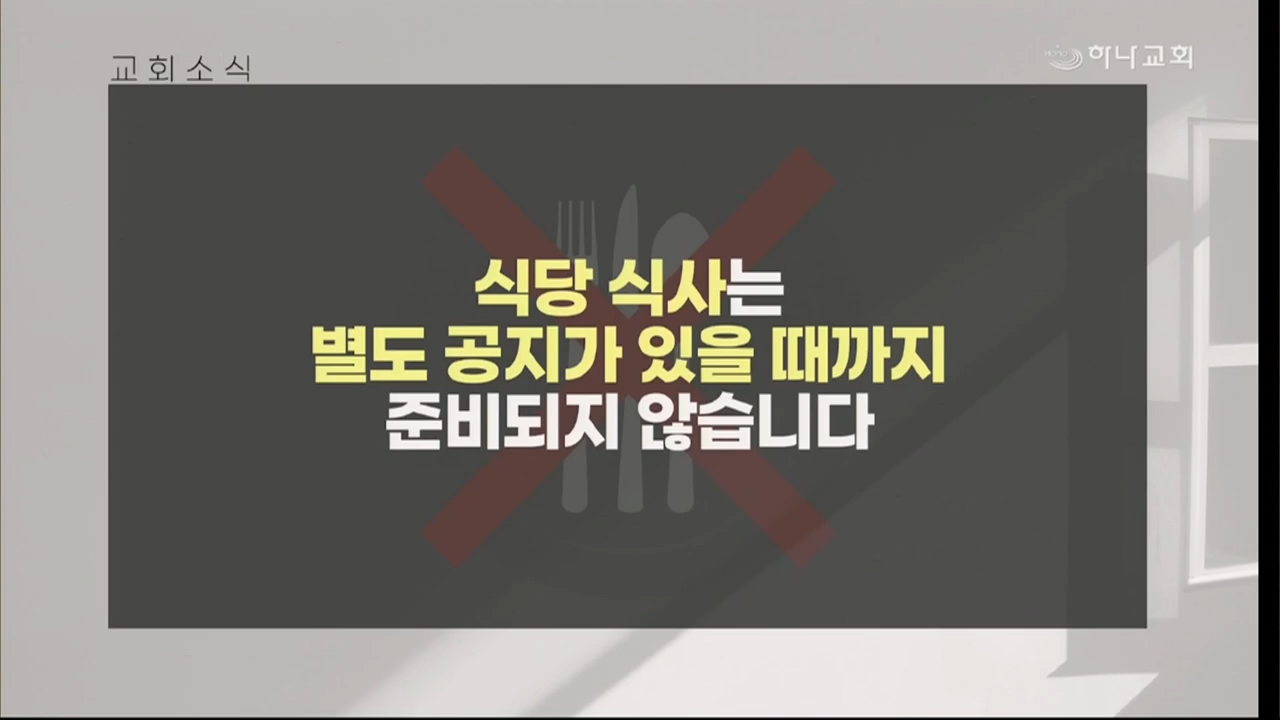 교회소식
하나교회
식당 식사는
별도 공지가 있을 때까지
준비되지 않습니다